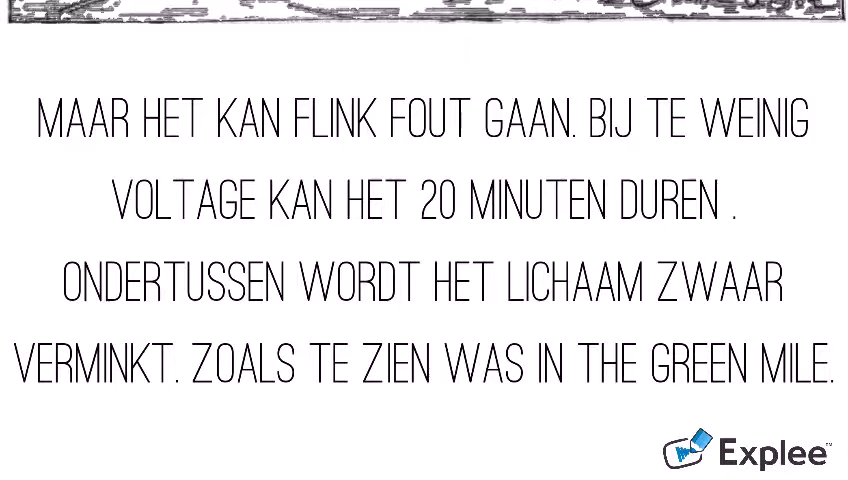 MAAR HET KAN FLINK FOUT GAAN. BIJ TE WEINIG
VOLTAGE KAN HET 20 MINUTEN DUREN .
ONDERTUSSEN WORDT HET LICHAAM ZWAAR
VERMINKT. ZOALS TE ZIEN WAS IN THE GREEN MILE.
Explee™